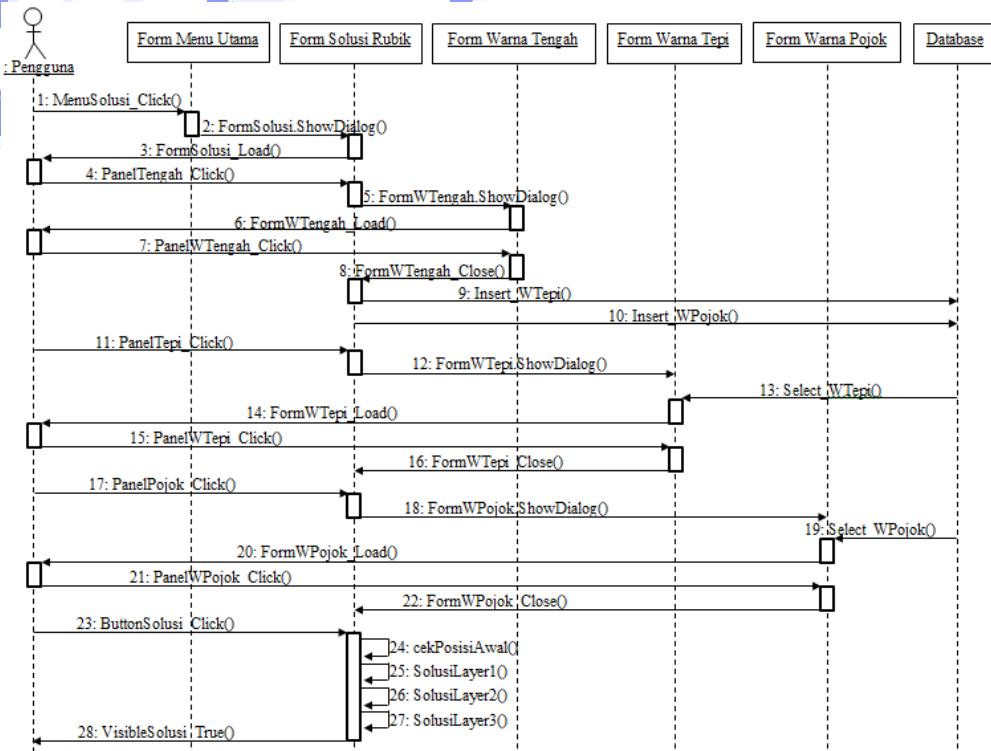 : Pengguna
Form Menu Utama
Form Solusi Rubik
Form Warna Tengah
Form Warna Tepi
Form Warna Pojok
Database
1: MenuSolusi_Click()
2: FormSolusi.ShowDialog()
3: FormSolusi_Load()
4: PanelTengah_Click()
5: FormWTengah.ShowDialog()
6: FormWTengah_Load()
7: PanelWTengah_Click()
8: FormWTengah_Close()
9: Insert_WTepi()
10: Insert_WPojok()
11: PanelTepi_Click()
12: FormWTepi.ShowDialog()
13: Select_WTepi()
14: FormWTepi_Load()
15: PanelWTepi_Click()
16: FormWTepi_Close()
17: PanelPojok_Click()
18: FormWPojok.ShowDialog()
19: Select_WPojok()
20: FormWPojok_Load()
21: PanelWPojok_Click()
22: FormWPojok_Close()
23: ButtonSolusi_Click()
24: cekPosisiAwal()
25: SolusiLayer1()
26: SolusiLayer2()
27: SolusiLayer3()
28: VisibleSolusi_True()